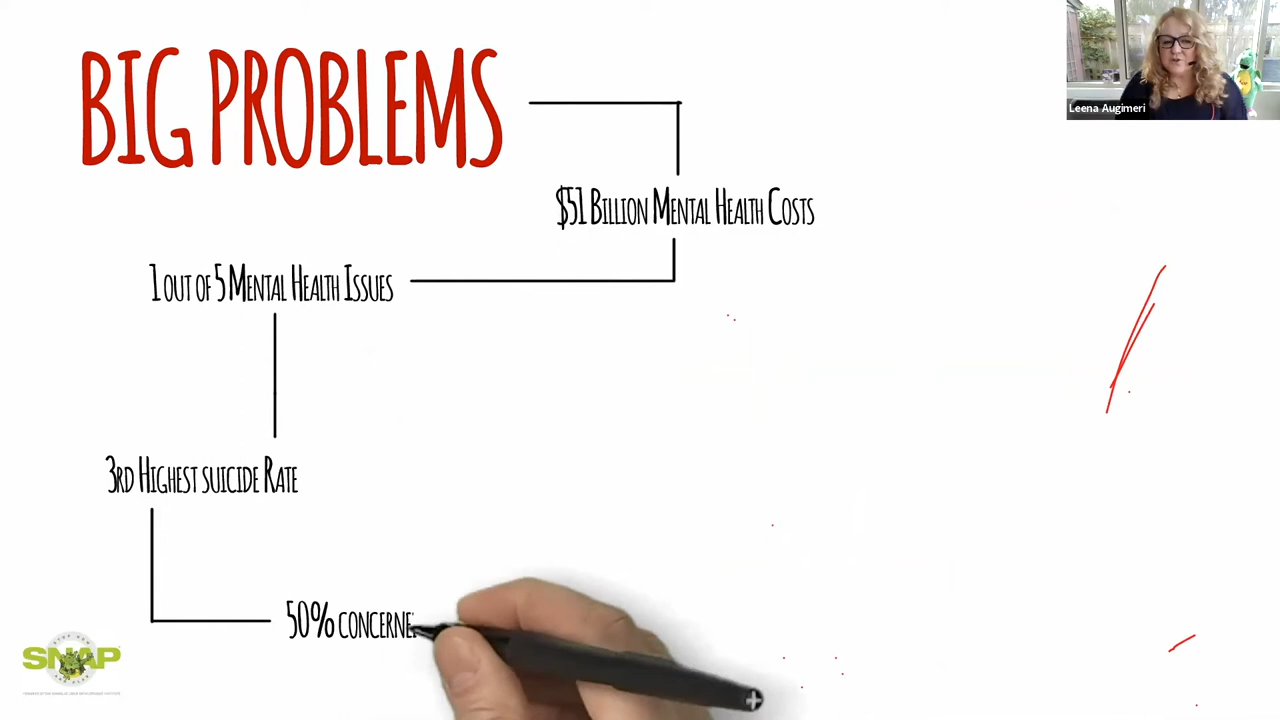 BIG PROBLEMS
Leena Augimeri
$51 BILLION MENTAL HEALTH COSTS
1 OUT OF 5 MENTAL HEALTH ISSUES
3RD HIGHEST SUICIDE RATE
50% CONCERNE
SNAP